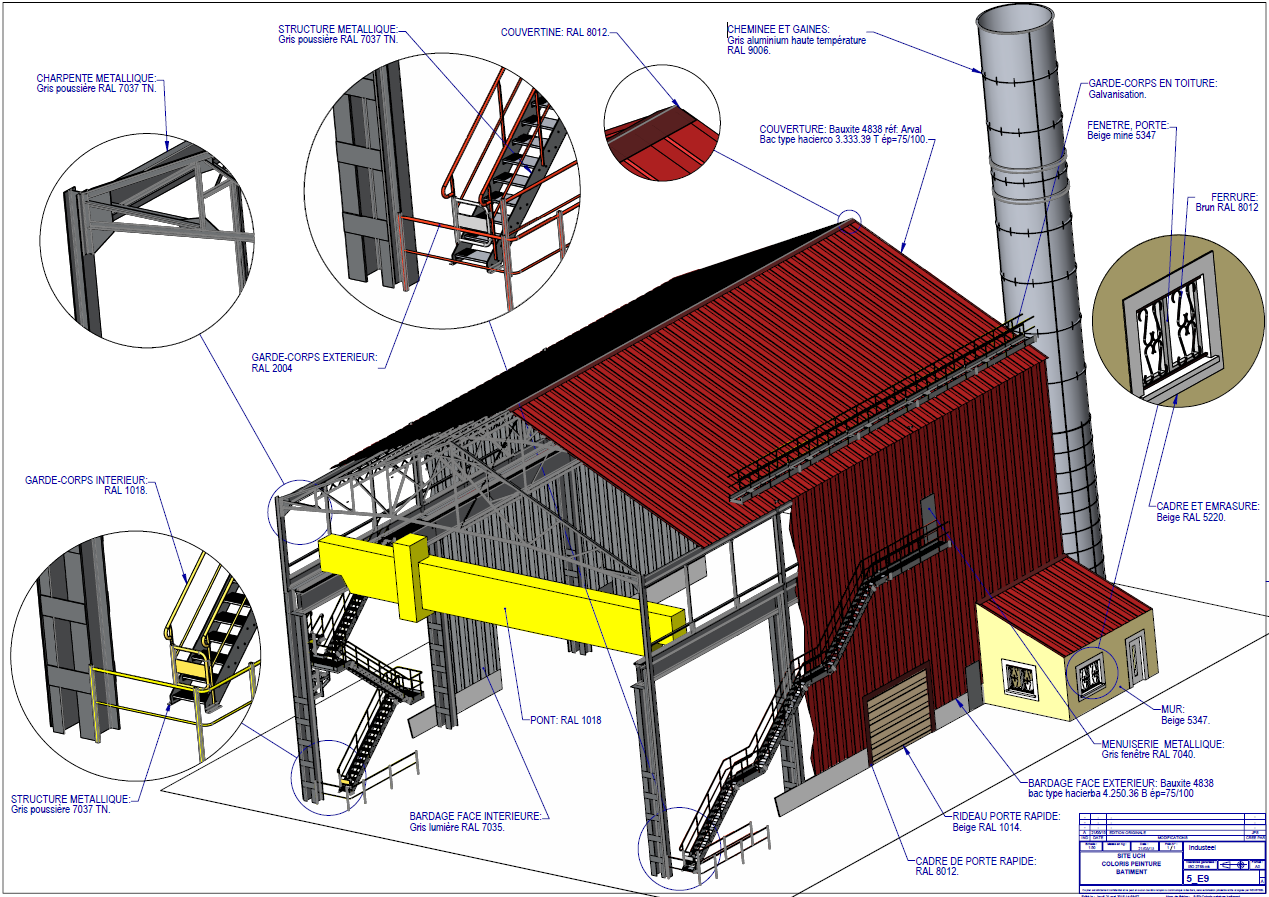 STRUCTURE METALLIQUE:
Gris poussière RAL 7037 TN.
COUVERTINE: RAL 8012.
CHEMINEE ET GAINES:
Gris aluminium haute température
RAL 9006.
CHARPENTE METALLIQUE:
Gris poussière RAL 7037 TN.
GARDE-CORPS EN TOITURE:
Galvanisation.
COUVERTURE: Bauxite 4838 réf: Arval
Bac type hacierco 3.333.39 T ép=75/100.
FENETRE, PORTE:
Beige mine 5347
FERRURE:
Brun RAL 8012
GARDE-CORPS EXTERIEUR:
RAL 2004
GARDE-CORPS INTERIEUR:
RAL 1018.
CADRE ET EMRASURE:
Beige RAL 5220.
PONT: RAL 1018
MUR:
Beige 5347.
MENUISERIE METALLIQUE:
Gris fenêtre RAL 7040.
BARDAGE FACE EXTERIEUR: Bauxite 4838
bac type hacierba 4.250.36 B ép=75/100
STRUCTURE METALLIQUE:
Gris poussière 7037 TN.
BARDAGE FACE INTERIEURE:
Gris lumière RAL 7035.
RIDEAU PORTE RAPIDE:
Beige RAL 1014.
CADRE DE PORTE RAPIDE:
RAL 8012.
EDITION ORIGINALE
MODIFICATIONS
SITE UCH
COLORIS PEINTURE
BATIMENT
Industeel
5_E9